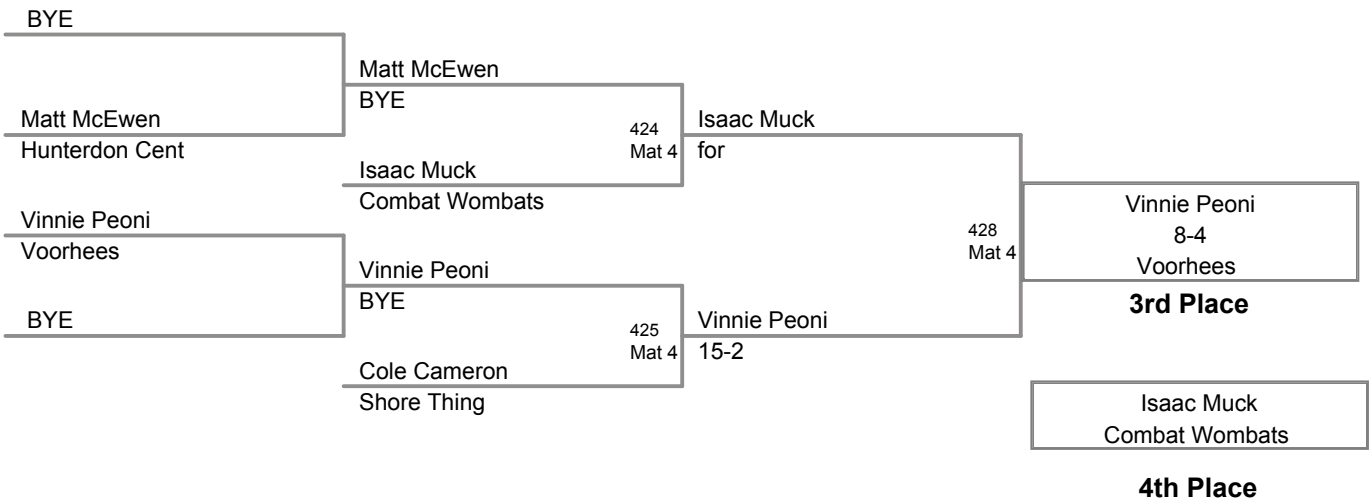 BYE
Matt McEwen
Hunterdon Cent
Vinnie Peoni
Voorhees
BYE
Matt McEwen
BYE
424
Mat 4
Isaac Muck
Combat Wombats
Vinnie Peoni
BYE
425
Mat 4
Cole Cameron
Shore Thing
Isaac Muck
for
428
Mat 4
Vinnie Peoni
15-2
Vinnie Peoni
8-4
Voorhees
3rd Place
Isaac Muck
Combat Wombats
4th Place